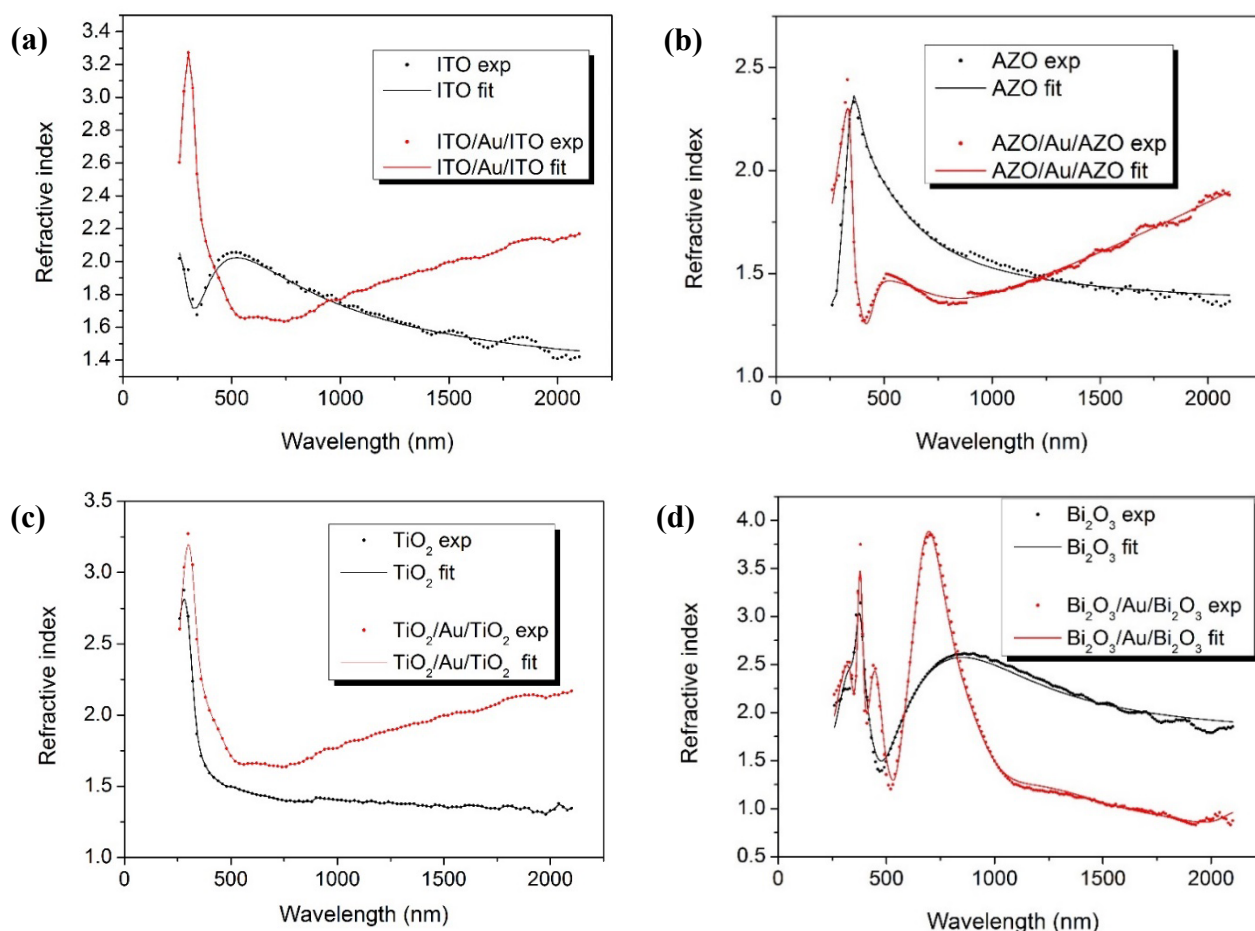 (a)
3.4
3.2
3.0
2.8
2.6
2.4
2.2
2.0
1.8
1.6
1.4
Refractive index
ITO exp
ITO fit
ITO/Au/ITO exp
ITO/Au/ITO fit
0 500 1000 1500 2000
Wavelength (nm)
(b)
2.5
2.0
1.5
1.0
Refractive index
AZO exp
AZO fit
AZO/Au/AZO exp
AZO/Au/AZO fit
0 500 1000 1500 2000
Wavelength (nm)
(c)
3.5
3.0
2.5
2.0
1.5
1.0
Refractive index
TiO₂ exp
TiO₂ fit
TiO₂/Au/TiO₂ exp
TiO₂/Au/TiO₂ fit
0 500 1000 1500 2000
Wavelength (nm)
(d)
4.0
3.5
3.0
2.5
2.0
1.5
1.0
0.5
Refractive index
Bi₂O₃ exp
Bi₂O₃ fit
Bi₂O₃/Au/Bi₂O₃ exp
Bi₂O₃/Au/Bi₂O₃ fit
0 500 1000 1500 2000
Wavelength (nm)